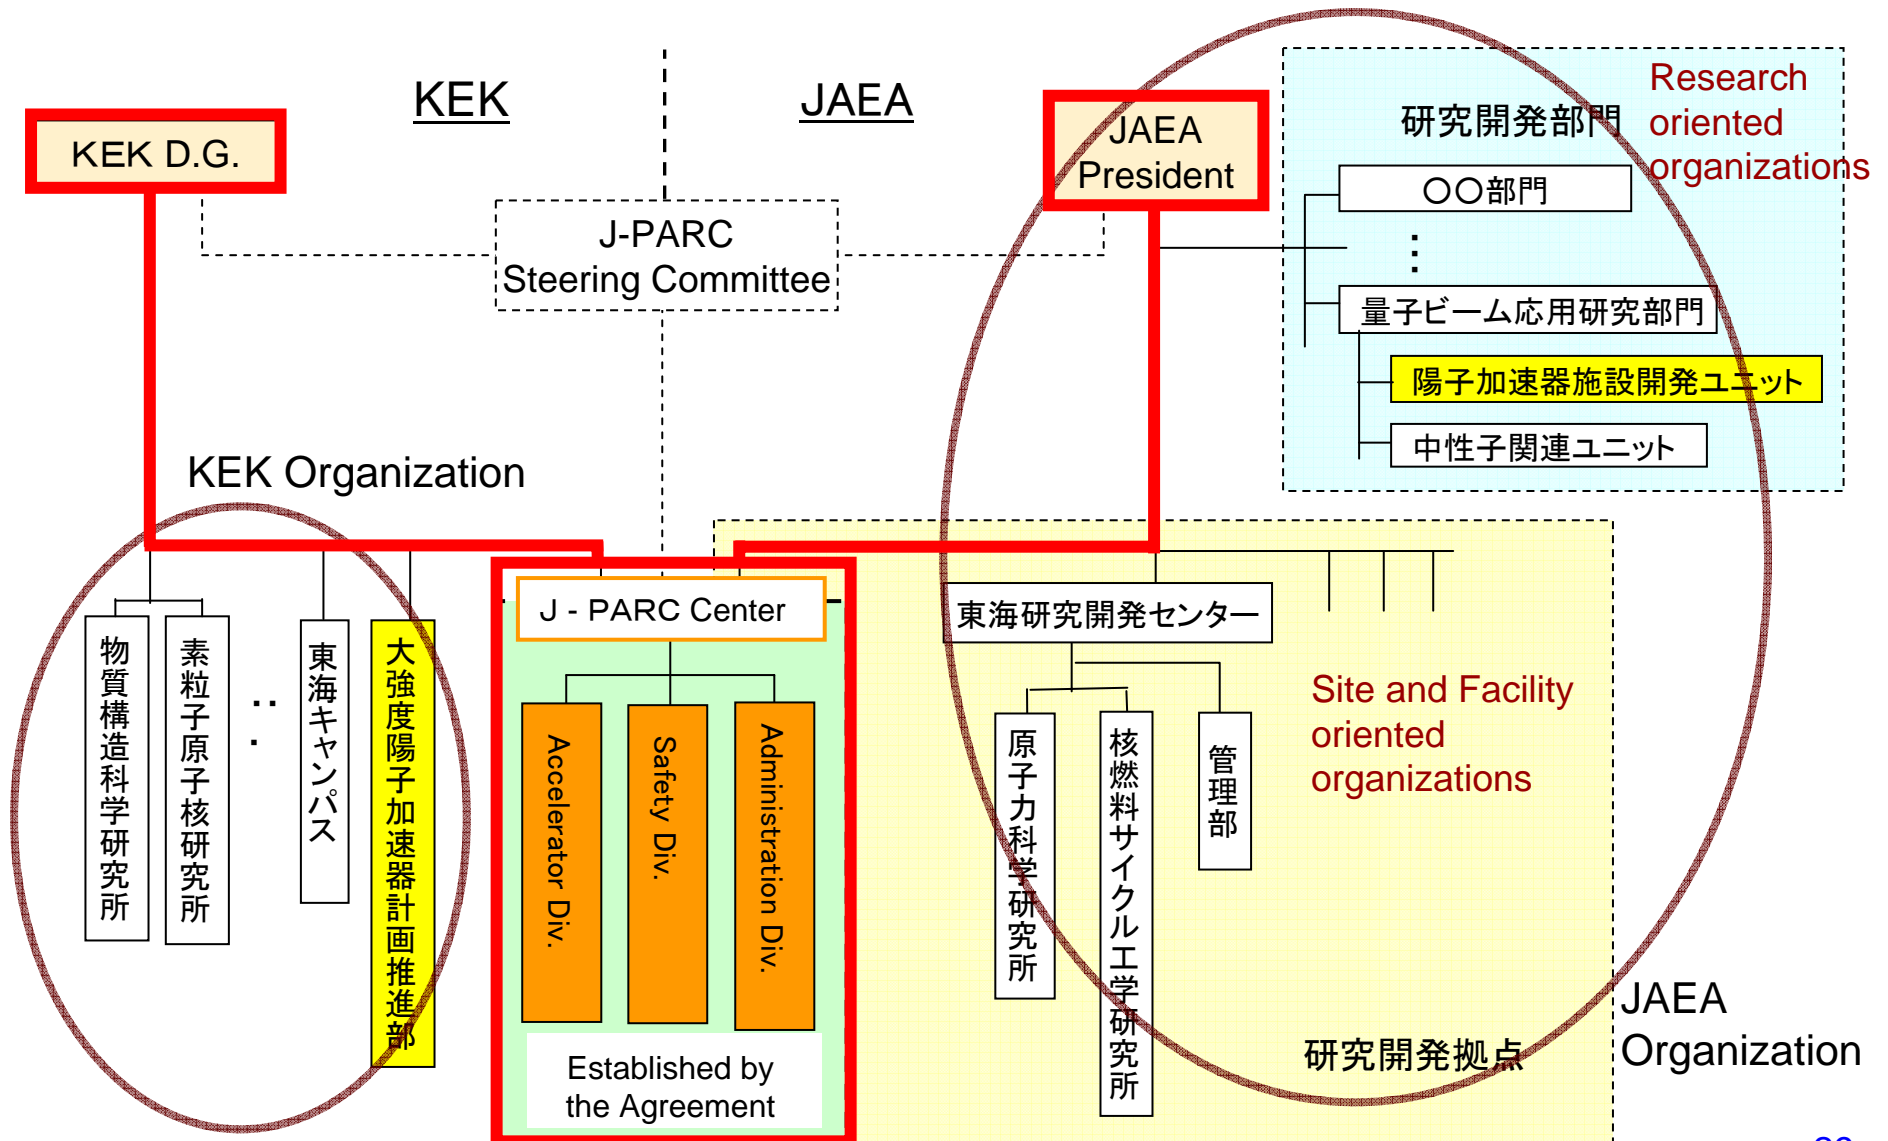 KEK
JAEA
KEK D.G.
JAEA
President
J-PARC
Steering Committee
研究開発部門
Research
oriented
organizations
〇〇部門
⋮
量子ビーム応用研究部門
陽子加速器施設開発ユニット
中性子関連ユニット
KEK Organization
物質構造科学研究所
素粒子原子核研究所
東海キャンパス
大強度陽子加速器計画推進部
J - PARC Center
Accelerator Div.
Safety Div.
Administration Div.
Established by
the Agreement
東海研究開発センター
原子力科学研究所
核燃料サイクル工学研究所
管理部
Site and Facility
oriented
organizations
研究開発拠点
JAEA
Organization